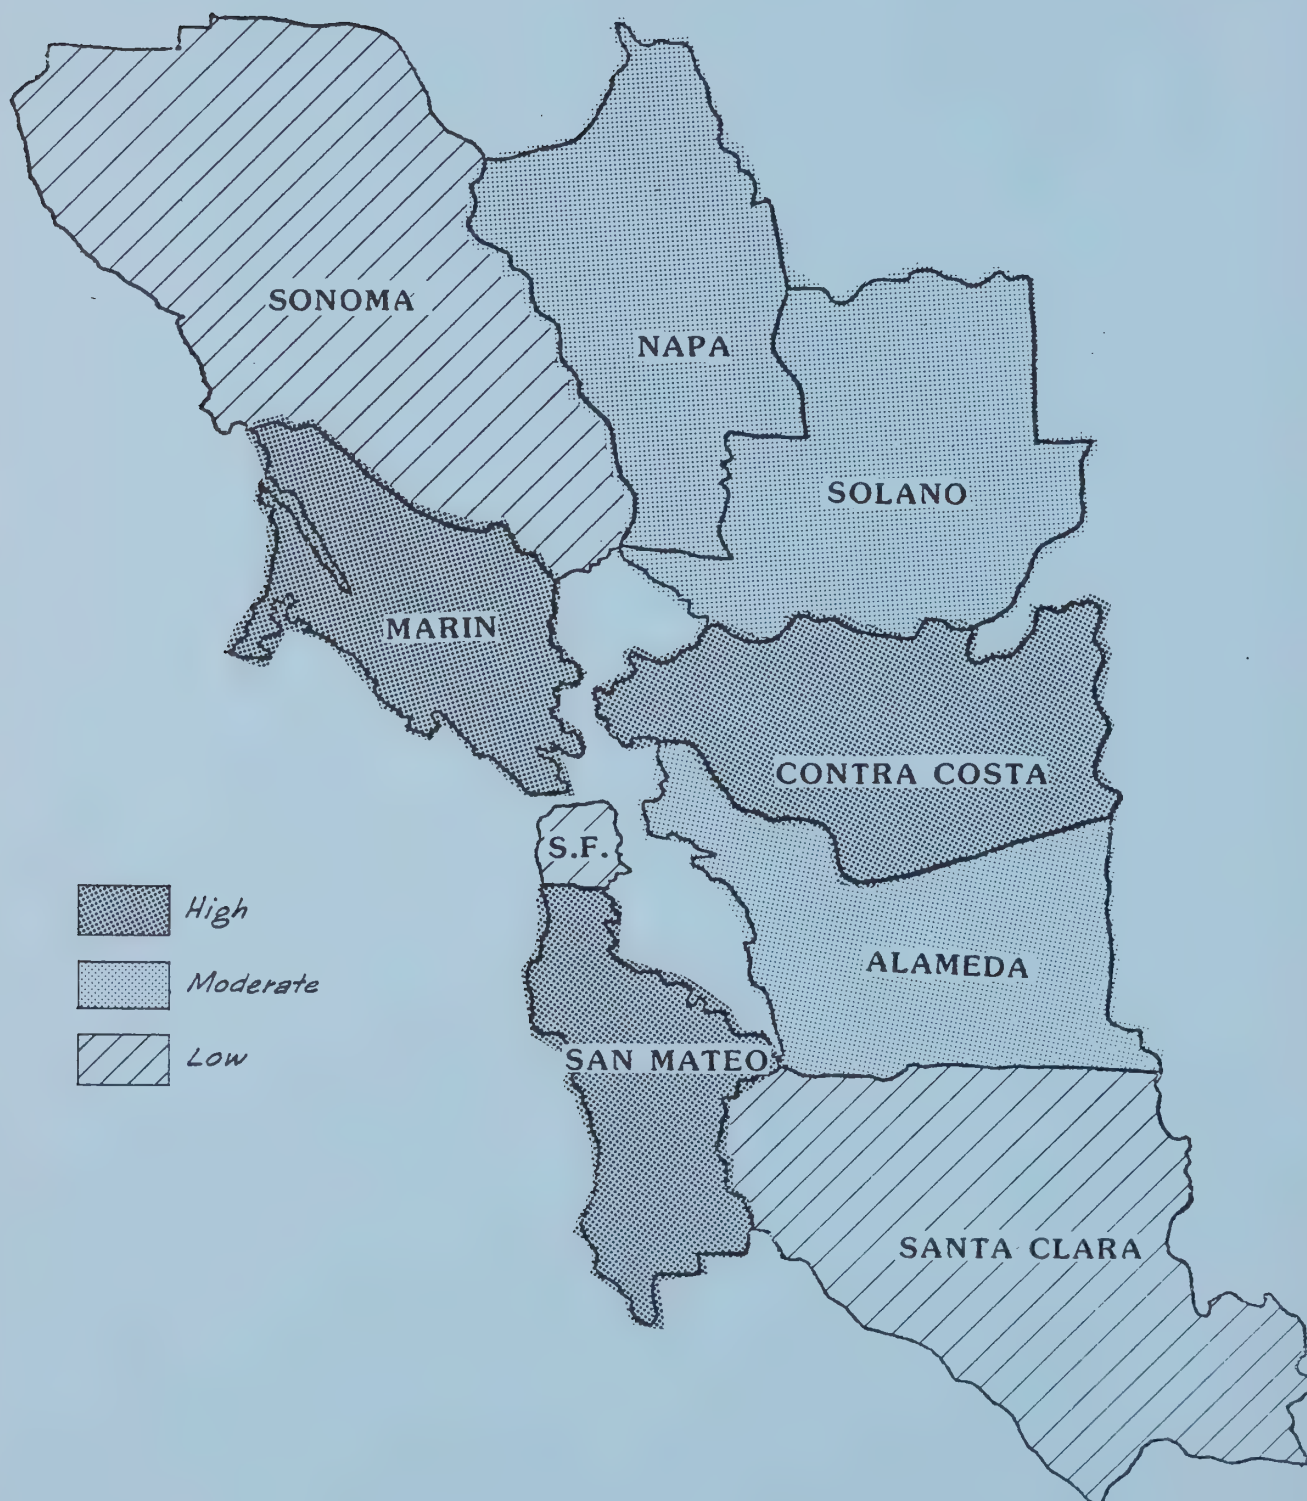 SONOMA
NAPA
SOLANO
MARIN
CONTRA COSTA
S.F.
High
ALAMEDA
Moderate
SAN MATEO
Low
SANTA CLARA